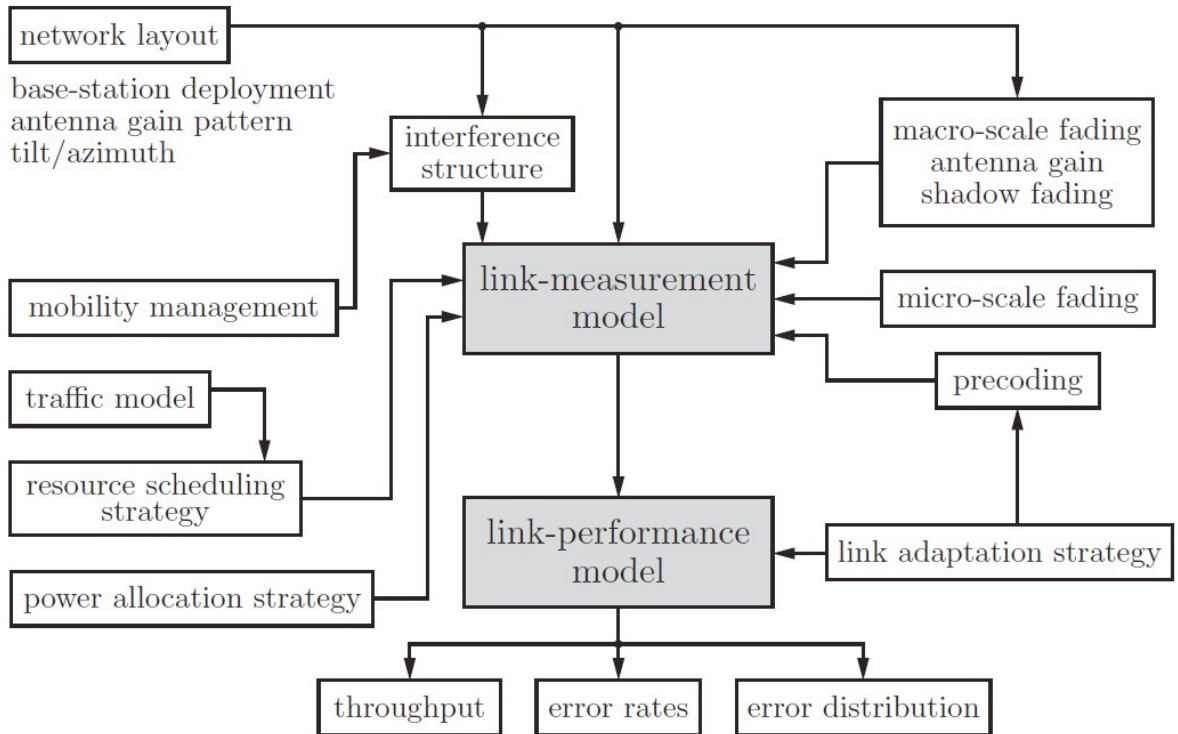 network layout
base-station deployment
antenna gain pattern
tilt/azimuth
interference
structure
macro-scale fading
antenna gain
shadow fading
link-measurement
model
mobility management
micro-scale fading
traffic model
precoding
resource scheduling
strategy
link-performance
model
link adaptation strategy
power allocation strategy
throughput
error rates
error distribution